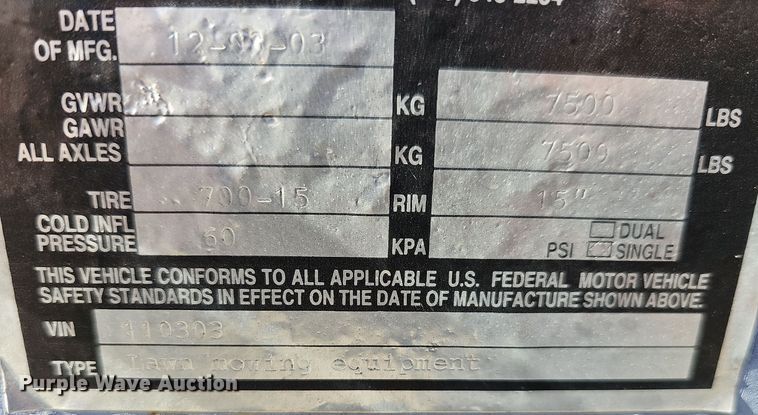 DATE
OF MFG. 12-03
GVWR KG 7500 LBS
GAWR
ALL AXLES KG 7500 LBS
TIRE 700-15 RIM 15"
COLD INFL
PRESSURE 60 KPA PSI DUAL
SINGLE
THIS VEHICLE CONFORMS TO ALL APPLICABLE U.S. FEDERAL MOTOR VEHICLE
SAFETY STANDARDS IN EFFECT ON THE DATE OF MANUFACTURE SHOWN ABOVE.
VIN 110303
TYPE Lawn mowing equipment
Purple Wave Auction